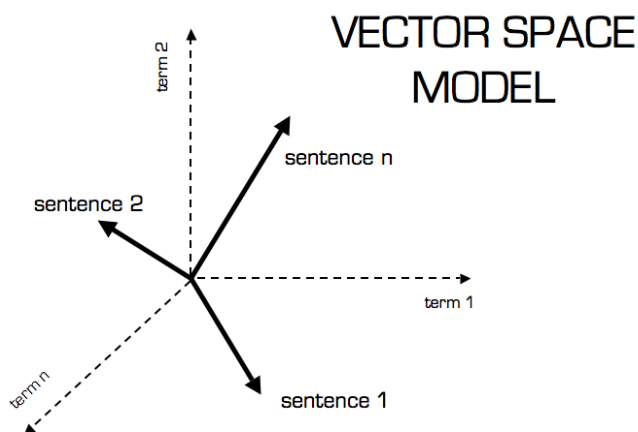 VECTOR SPACE
MODEL
term 2
sentence n
sentence 2
term 1
term n
sentence 1